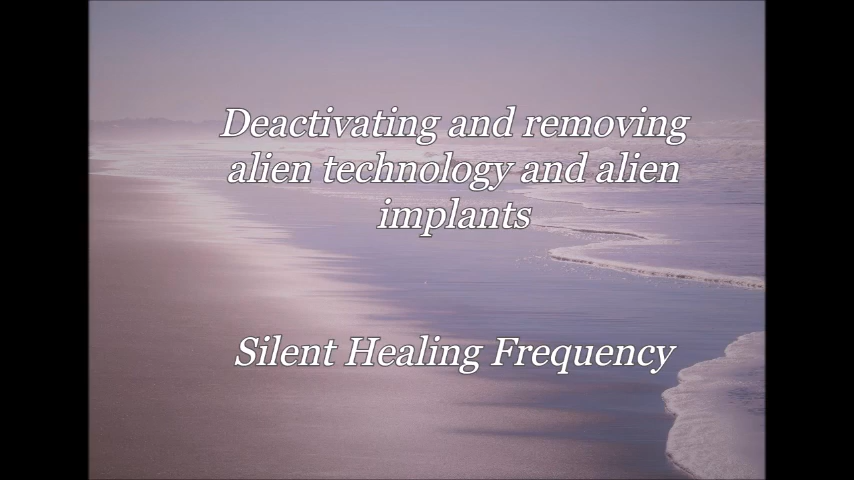 Deactivating and removing
alien technology and alien
implants
Silent Healing Frequency